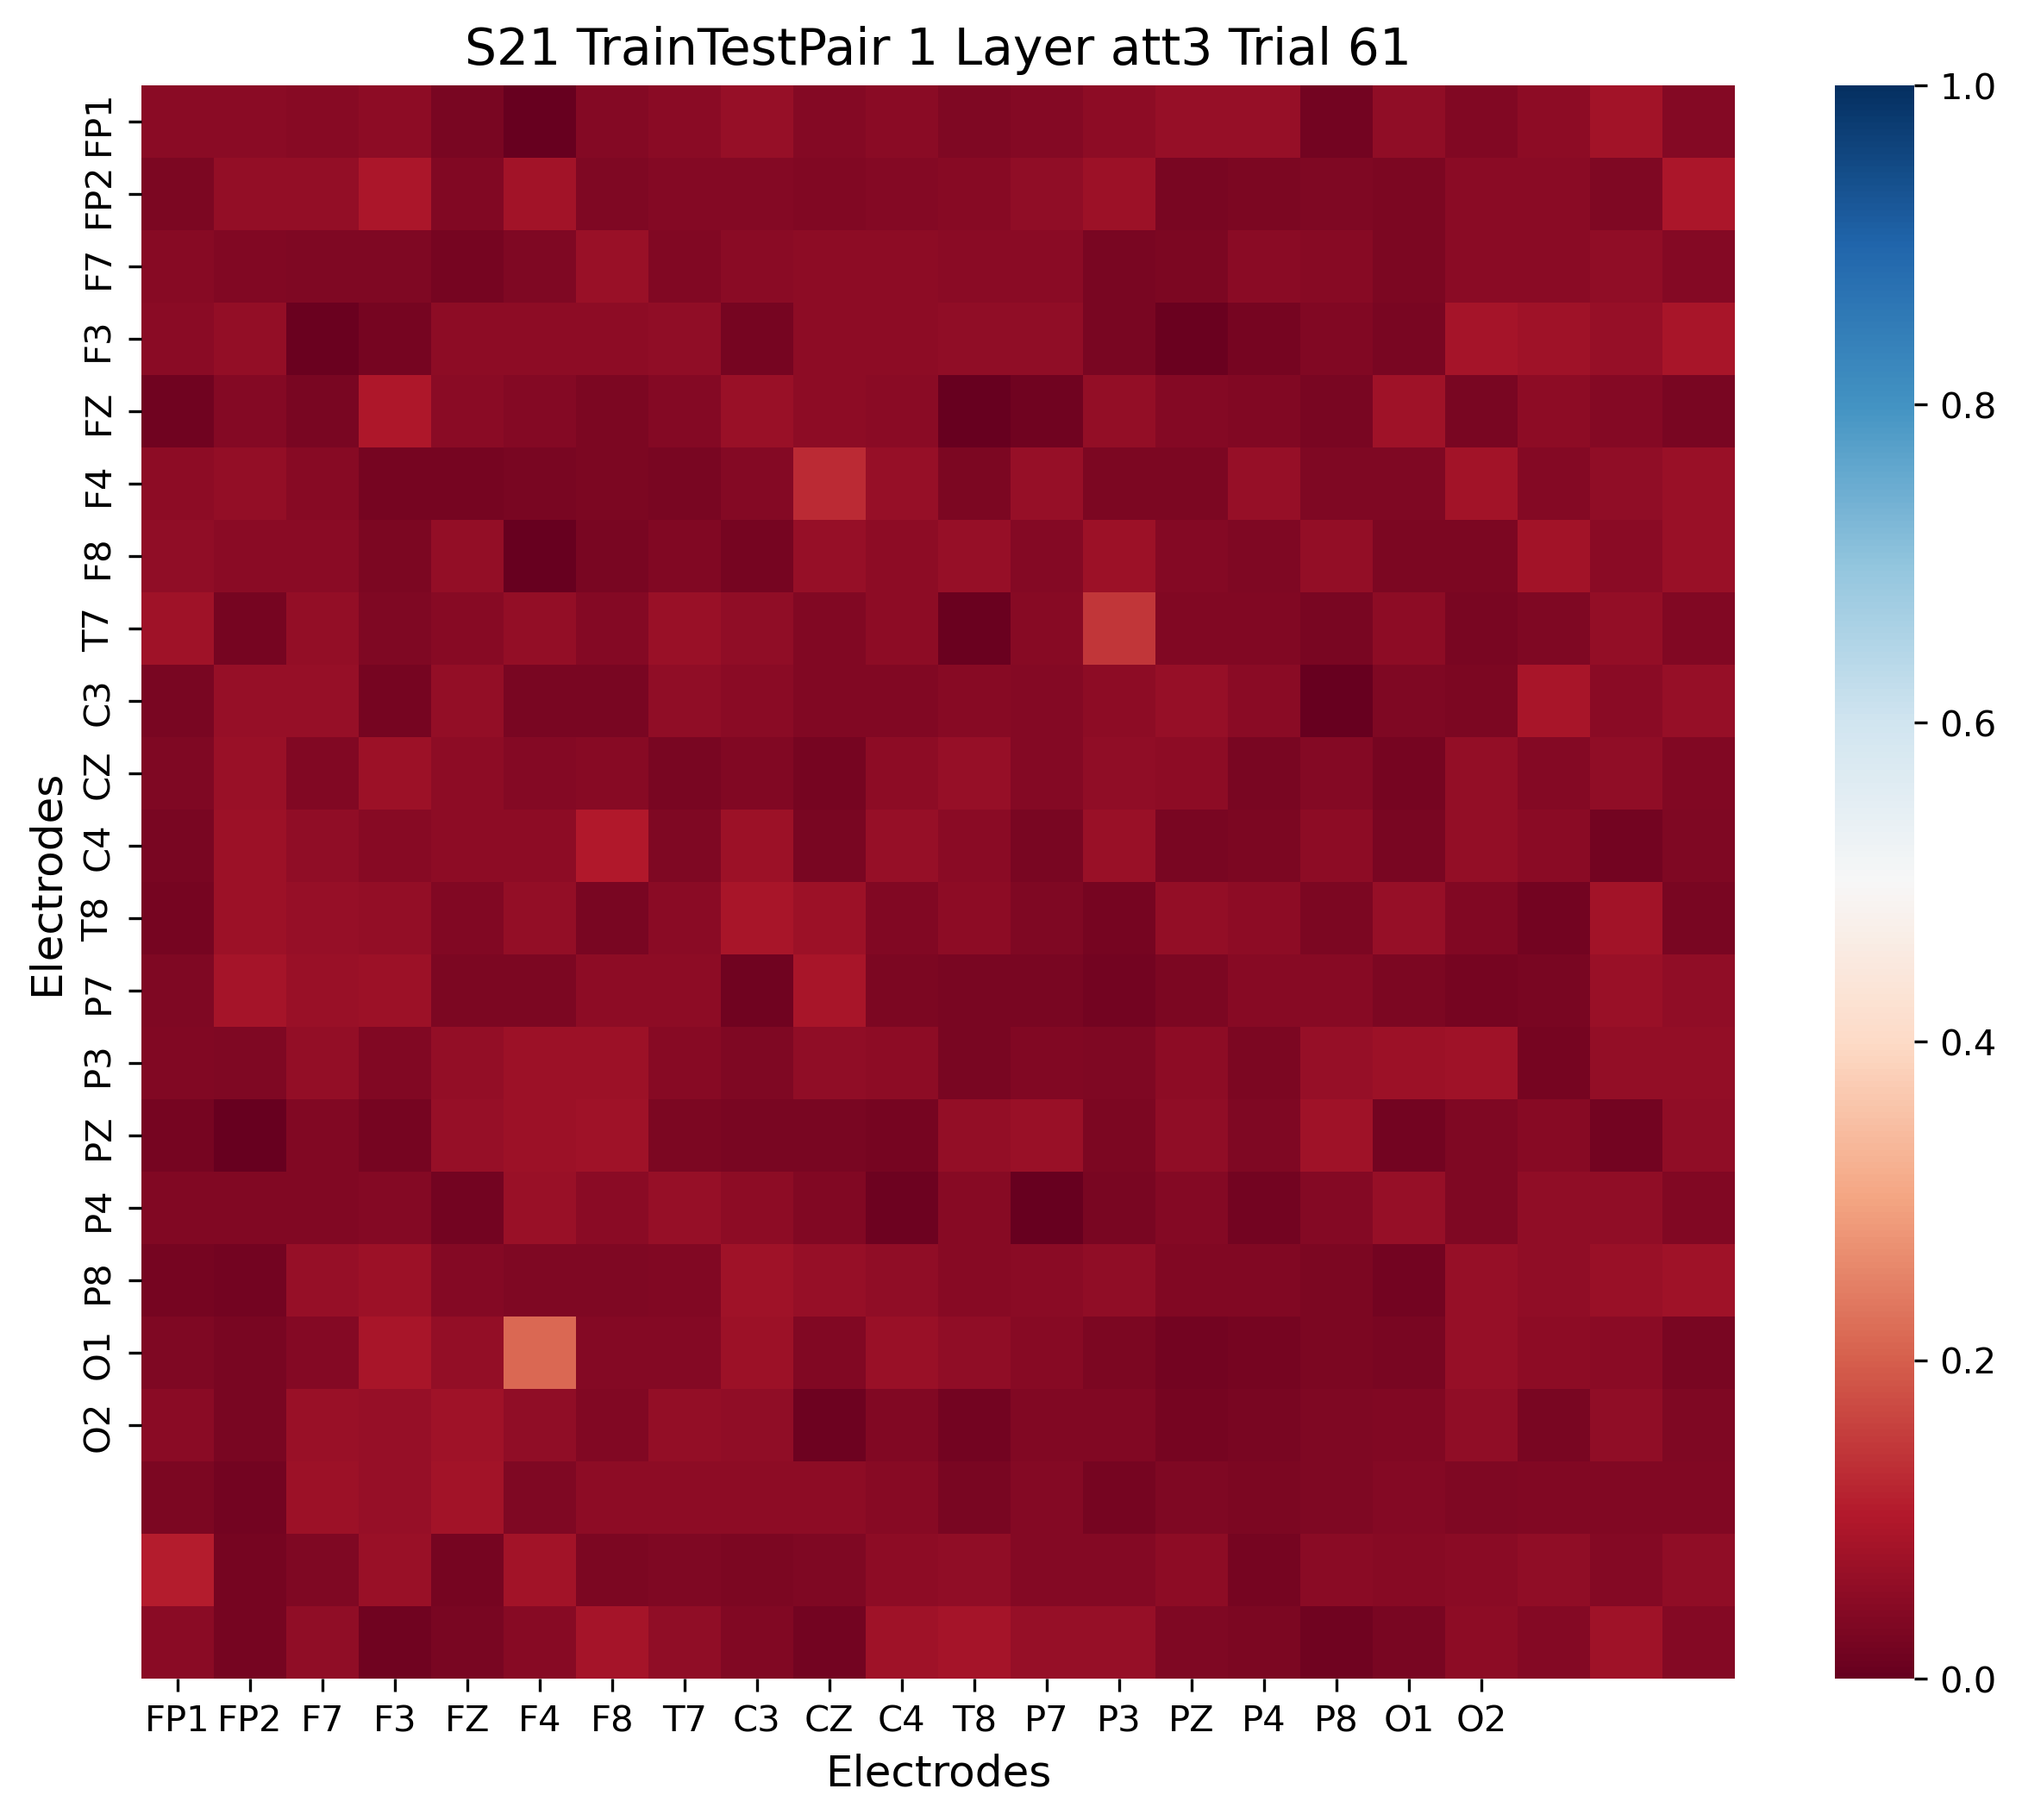 S21 TrainTestPair 1 Layer att3 Trial 61
Electrodes
FP1
FP2
F7
F3
FZ
F4
F8
T7
C3
CZ
C4
T8
P7
P3
PZ
P4
P8
O1
O2
FP1 FP2 F7 F3 FZ F4 F8 T7 C3 CZ C4 T8 P7 P3 PZ P4 P8 O1 O2
Electrodes
1.0
0.8
0.6
0.4
0.2
0.0